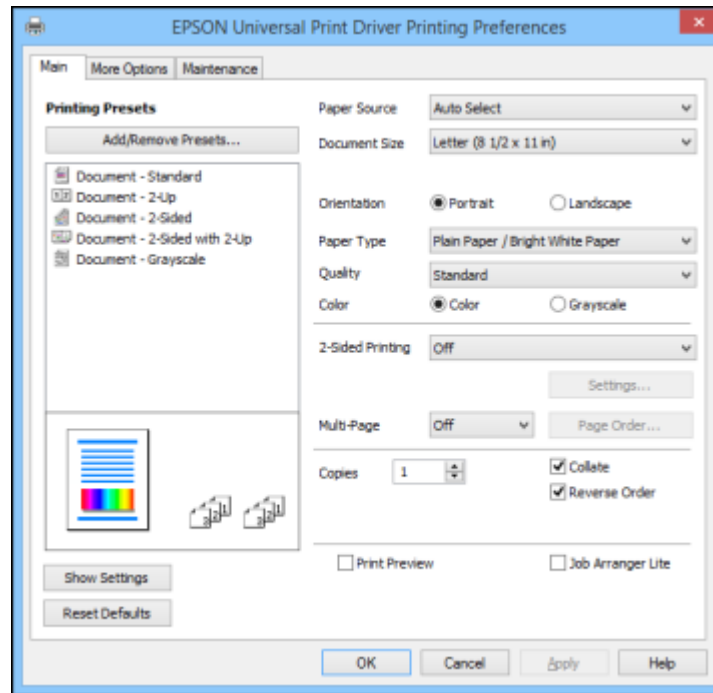 EPSON Universal Print Driver Printing Preferences
Main More Options Maintenance
Printing Presets
Add/Remove Presets...
Document - Standard
Document - 2-Up
Document - 2-Sided
Document - 2-Sided with 2-Up
Document - Grayscale
Show Settings
Reset Defaults
Paper Source Auto Select
Document Size Letter (8 1/2 x 11 in)
Orientation Portrait Landscape
Paper Type Plain Paper / Bright White Paper
Quality Standard
Color Color Grayscale
2-Sided Printing Off
Settings...
Multi-Page Off Page Order...
Copies 1 Collate
Reverse Order
Print Preview Job Arranger Lite
OK Cancel Apply Help